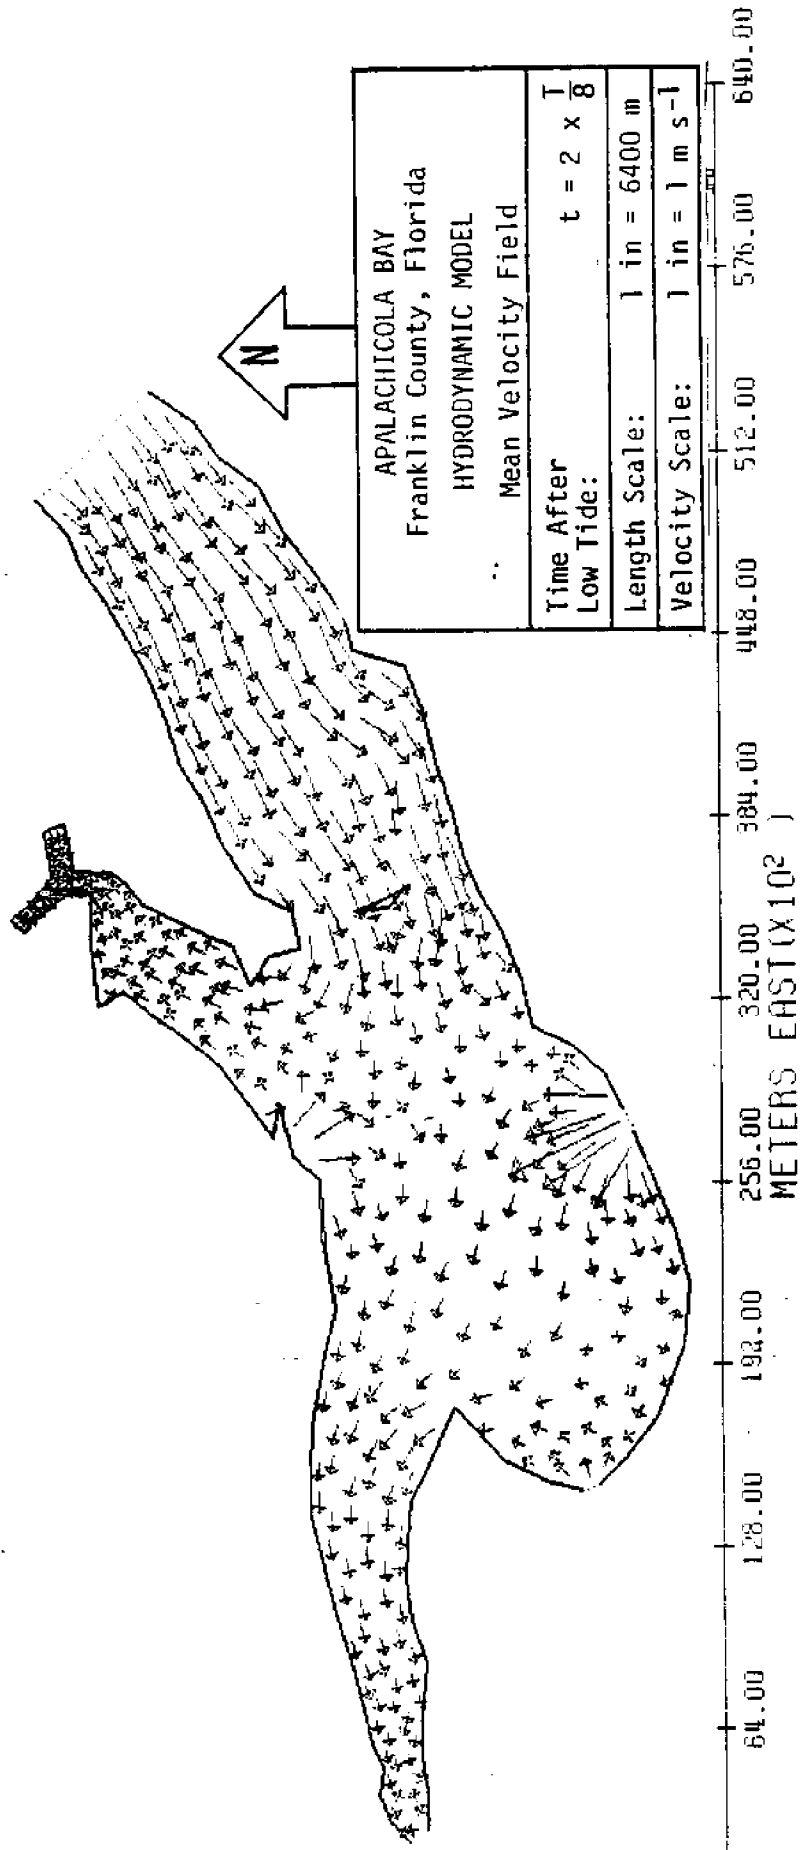 N
APALACHICOLA BAY
Franklin County, Florida
HYDRODYNAMIC MODEL
Mean Velocity Field
Time After
Low Tide: t = 2 x T/8
Length Scale: 1 in = 6400 m
Velocity Scale: 1 in = 1 m s⁻¹
64.00 128.00 192.00 256.00 320.00 384.00 448.00 512.00 576.00 640.00
METERS EAST(X10² )